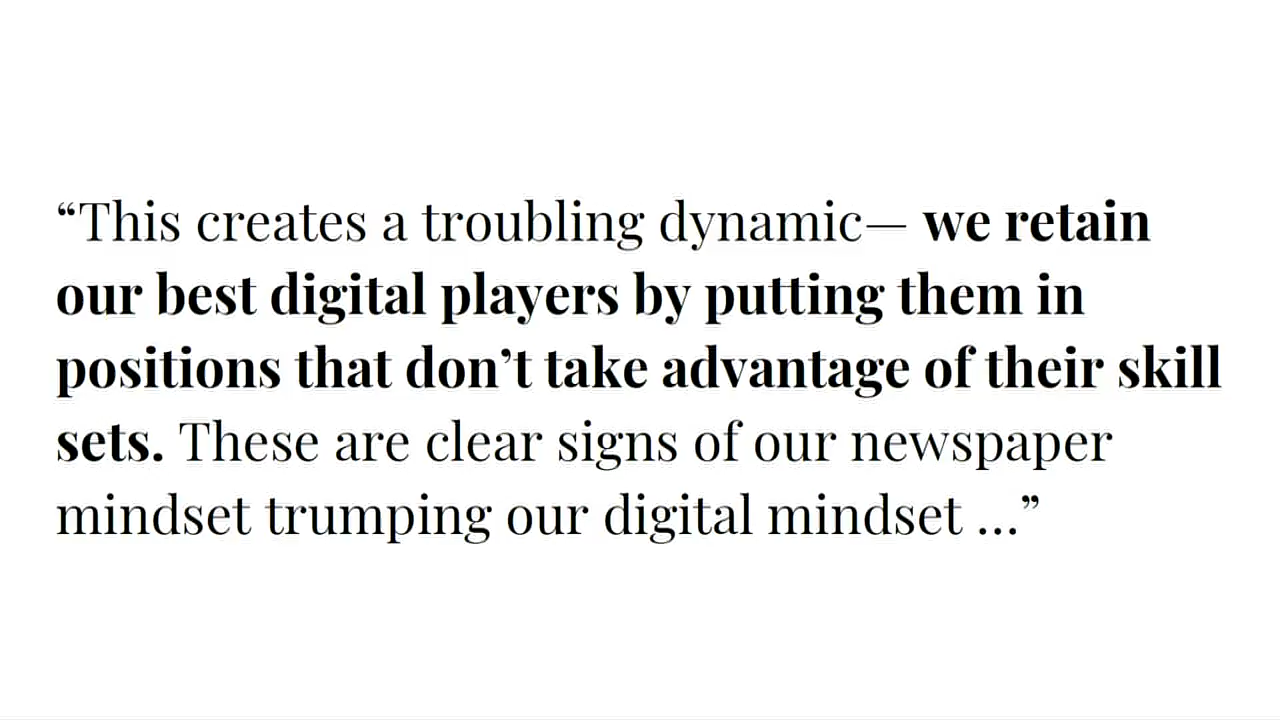 “This creates a troubling dynamic— we retain
our best digital players by putting them in
positions that don’t take advantage of their skill
sets. These are clear signs of our newspaper
mindset trumping our digital mindset ...”